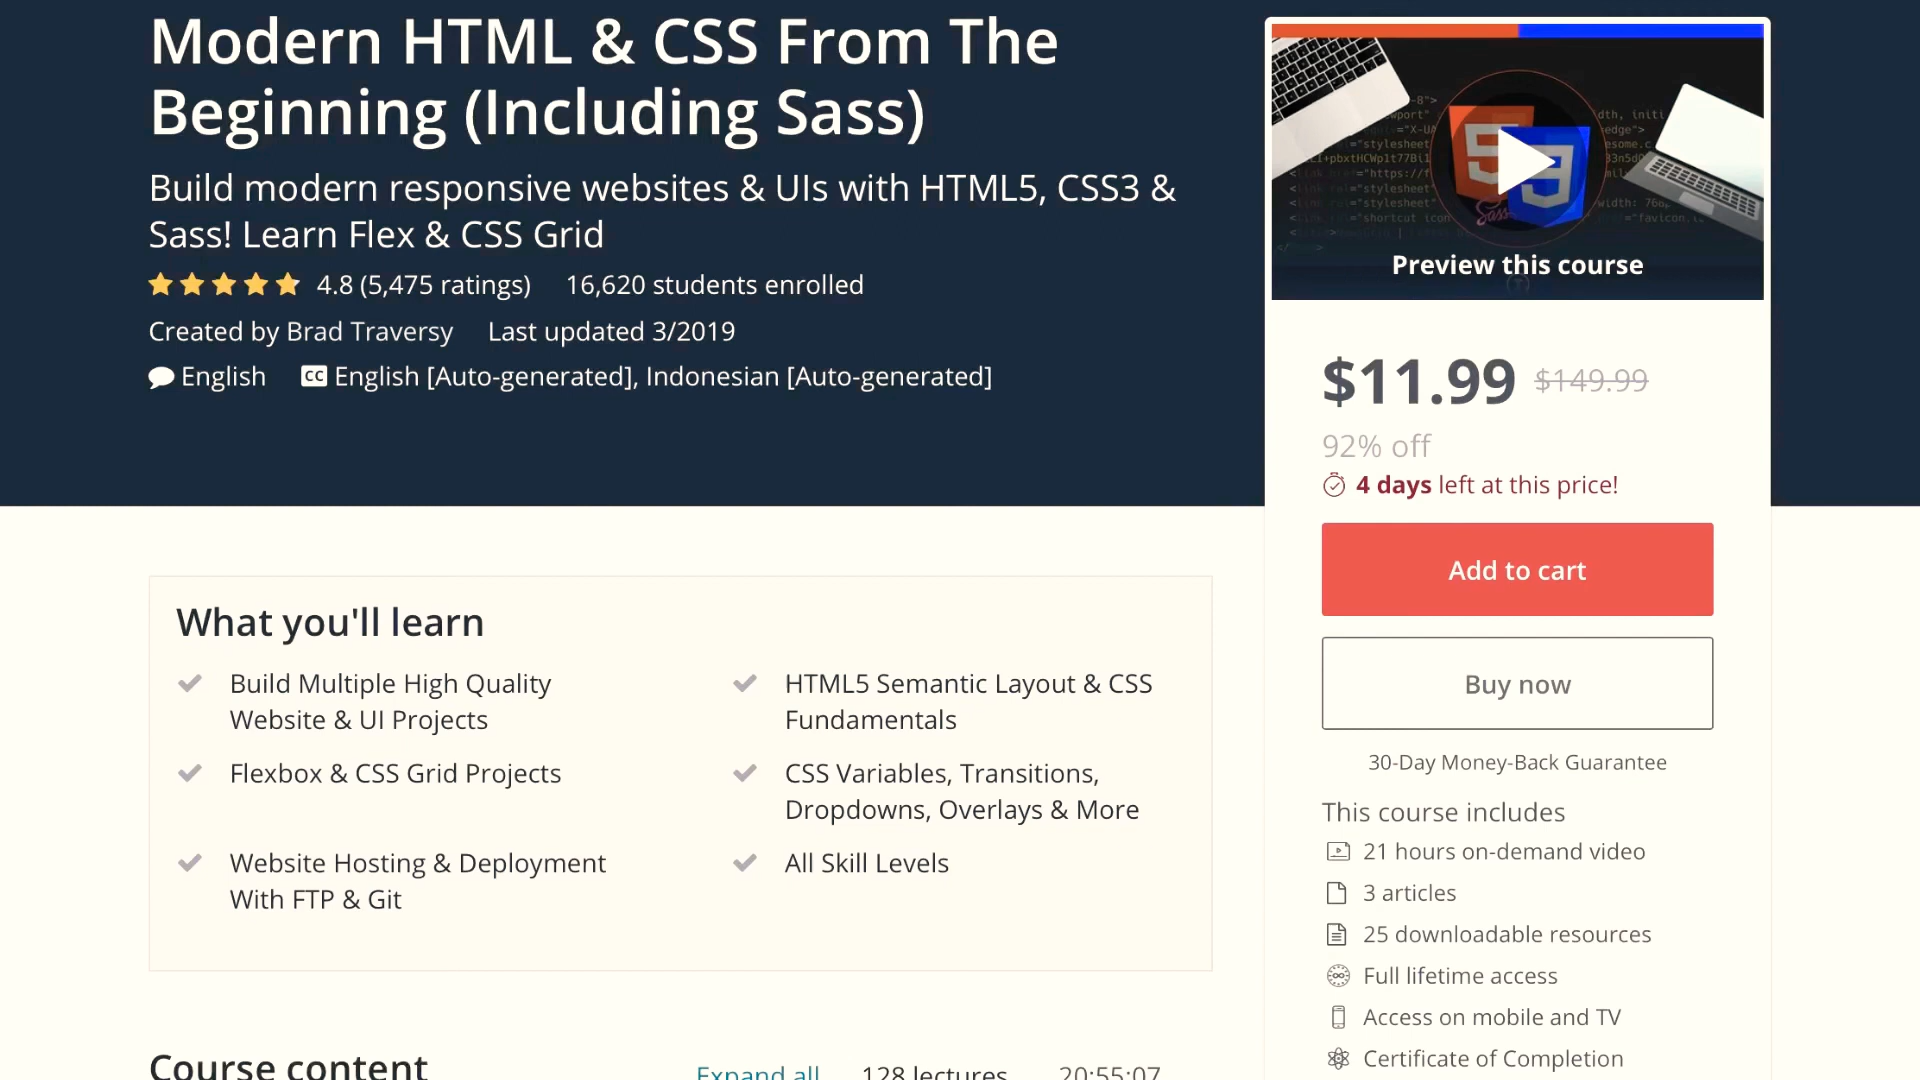 Modern HTML & CSS From The
Beginning (Including Sass)
Build modern responsive websites & UIs with HTML5, CSS3 &
Sass! Learn Flex & CSS Grid
4.8 (5,475 ratings) 16,620 students enrolled
Created by Brad Traversy Last updated 3/2019
English CC English [Auto-generated], Indonesian [Auto-generated]
Preview this course
$11.99 $149.99
92% off
4 days left at this price!
Add to cart
Buy now
30-Day Money-Back Guarantee
This course includes
21 hours on-demand video
3 articles
25 downloadable resources
Full lifetime access
Access on mobile and TV
Certificate of Completion
What you'll learn
Build Multiple High Quality
Website & UI Projects
HTML5 Semantic Layout & CSS
Fundamentals
Flexbox & CSS Grid Projects
CSS Variables, Transitions,
Dropdowns, Overlays & More
Website Hosting & Deployment
With FTP & Git
All Skill Levels
Course content Expand all 128 lectures 20:55:07